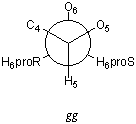 O₆
C₄ O₅
H₆proR H₆proS
H₅
gg